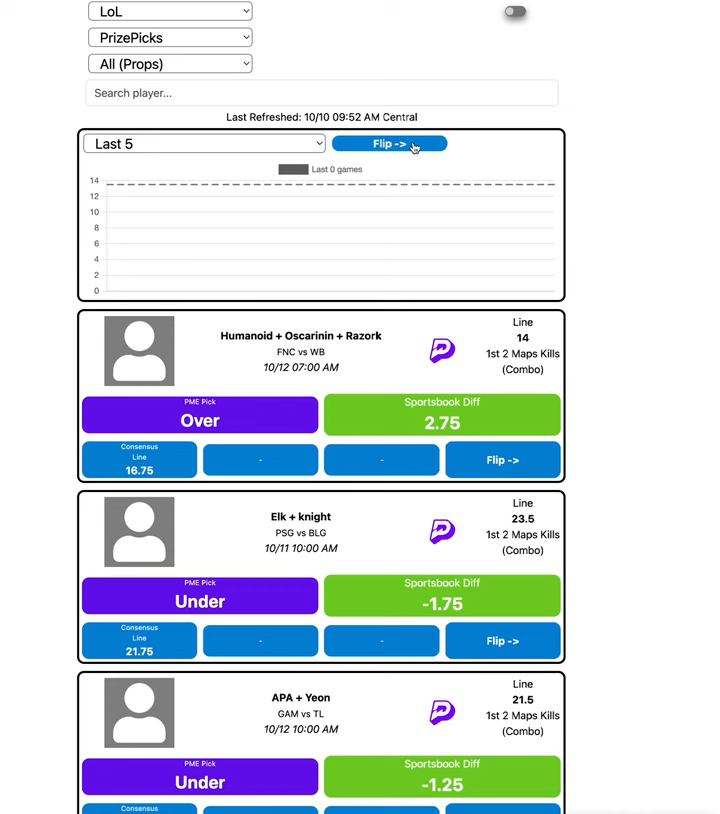 LoL
PrizePicks
All (Props)
Search player...
Last Refreshed: 10/10 09:52 AM Central
Last 5
Flip ->
Last 0 games
14
12
10
8
6
4
2
0
Humanoid + Oscarinin + Razork
FNC vs WB
10/12 07:00 AM
Line
14
1st 2 Maps Kills
(Combo)
PME Pick
Over
Sportsbook Diff
2.75
Consensus
Line
16.75
-
-
Flip ->
Elk + knight
PSG vs BLG
10/11 10:00 AM
Line
23.5
1st 2 Maps Kills
(Combo)
PME Pick
Under
Sportsbook Diff
-1.75
Consensus
Line
21.75
-
-
Flip ->
APA + Yeon
GAM vs TL
10/12 10:00 AM
Line
21.5
1st 2 Maps Kills
(Combo)
PME Pick
Under
Sportsbook Diff
-1.25
Consensus